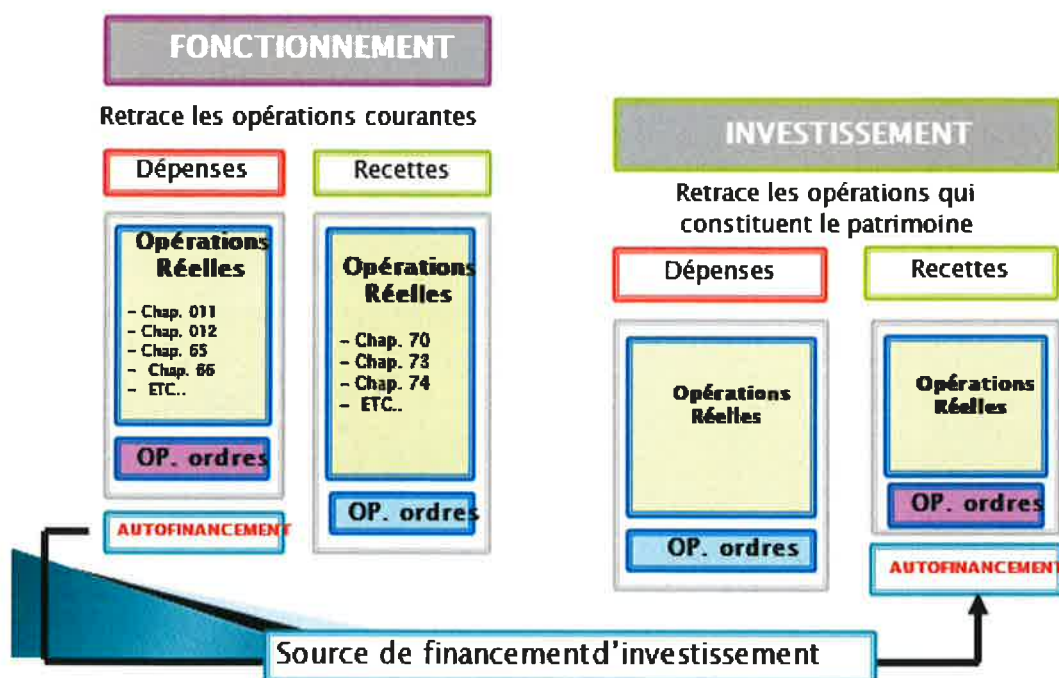 FONCTIONNEMENT
Retrace les opérations courantes
Dépenses
Recettes
Opérations
Réelles
- Chap. 011
- Chap. 012
- Chap. 65
- Chap. 66
- ETC..
OP. ordres
AUTOFINANCEMENT
Opérations
Réelles
- Chap. 70
- Chap. 73
- Chap. 74
- ETC..
OP. ordres
INVESTISSEMENT
Retrace les opérations qui
constituent le patrimoine
Dépenses
Recettes
Opérations
Réelles
OP. ordres
Opérations
Réelles
OP. ordres
AUTOFINANCEMENT
Source de financementd'investissement